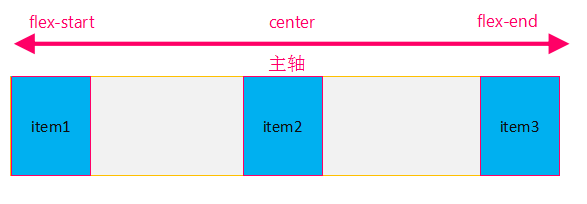 flex-start center flex-end
主轴
item1 item2 item3